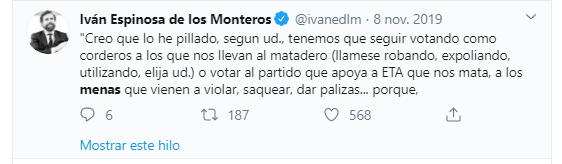 Iván Espinosa de los Monteros @ivanedlm · 8 nov. 2019
"Creo que lo he pillado, segun ud., tenemos que seguir votando como
corderos a los que nos llevan al matadero (llamese robando, expoliando,
utilizando, elija ud.) o votar al partido que apoya a ETA que nos mata, a los
menas que vienen a violar, saquear, dar palizas... porque,
6 187 568
Mostrar este hilo